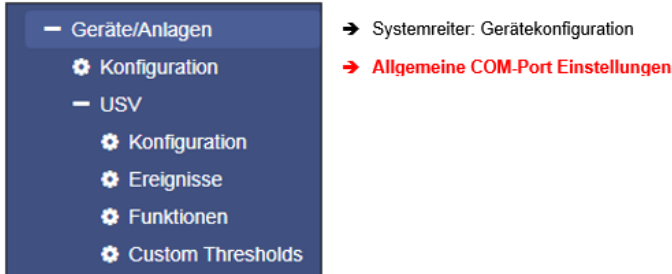 Geräte/Anlagen
Konfiguration
USV
Konfiguration
Ereignisse
Funktionen
Custom Thresholds
Systemreiter: Gerätekonfiguration
Allgemeine COM-Port Einstellungen